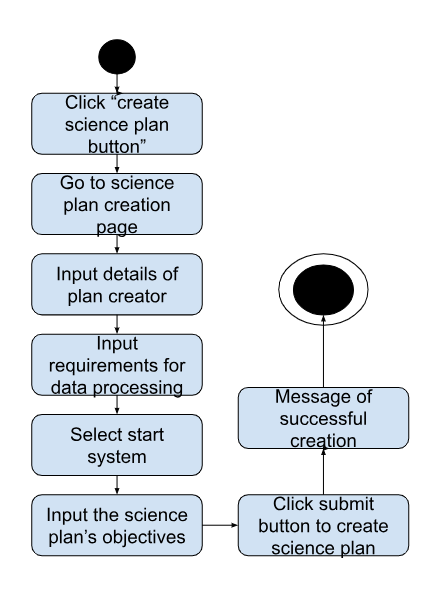 Click “create
science plan
button”
Go to science
plan creation
page
Input details of
plan creator
Input
requirements for
data processing
Select start
system
Input the science
plan’s objectives
Click submit
button to create
science plan
Message of
successful
creation